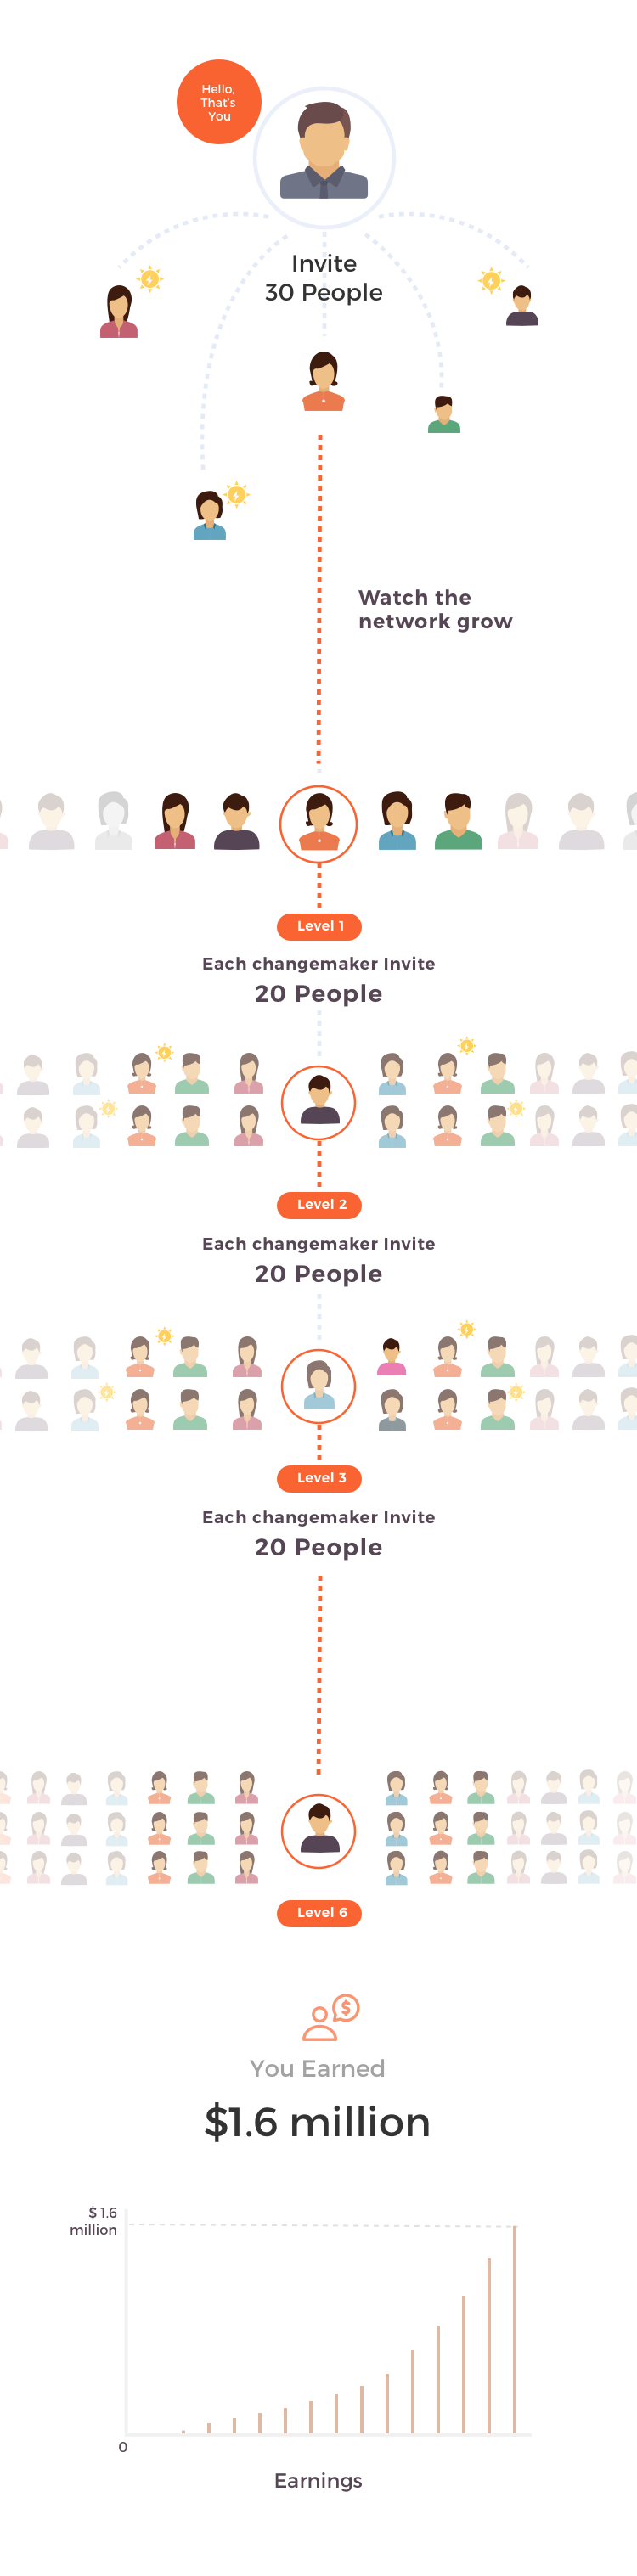 Hello,
That's
You
Invite
30 People
Watch the
network grow
Level 1
Each changemaker Invite
20 People
Level 2
Each changemaker Invite
20 People
Level 3
Each changemaker Invite
20 People
Level 6
$
You Earned
$1.6 million
$ 1.6
million
0
Earnings